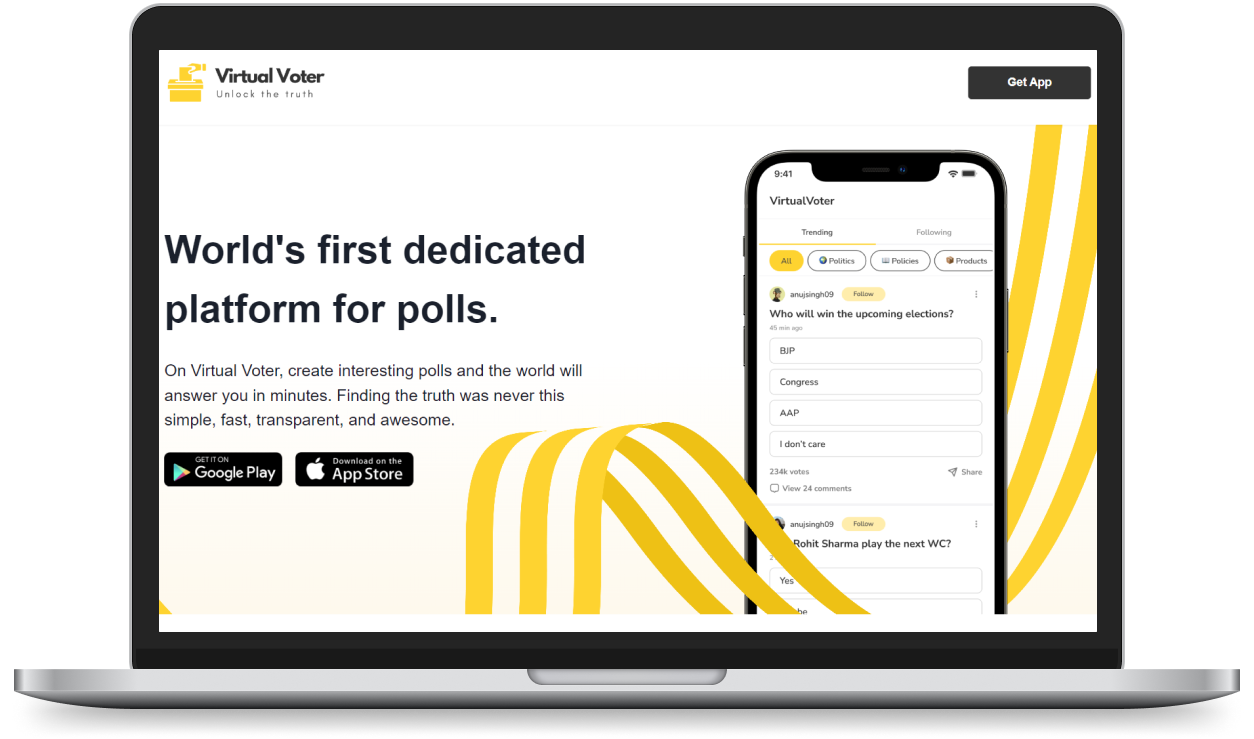 Virtual Voter
Unlock the truth
Get App
World's first dedicated
platform for polls.
On Virtual Voter, create interesting polls and the world will
answer you in minutes. Finding the truth was never this
simple, fast, transparent, and awesome.
GET IT ON
Google Play
Download on the
App Store
9:41
VirtualVoter
Trending Following
All Politics Policies Products
anujsingh09 Follow
Who will win the upcoming elections?
45 min ago
BJP
Congress
AAP
I don't care
234k votes Share
View 24 comments
anujsingh09 Follow
Rohit Sharma play the next WC?
Yes